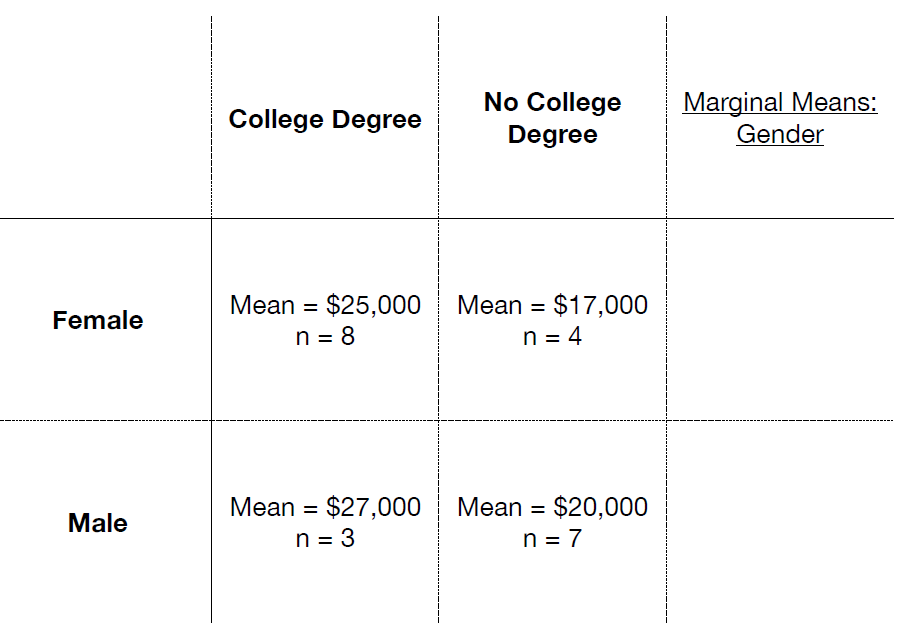 College Degree
No College
Degree
Marginal Means:
Gender
Female
Mean = $25,000
n = 8
Mean = $17,000
n = 4
Male
Mean = $27,000
n = 3
Mean = $20,000
n = 7